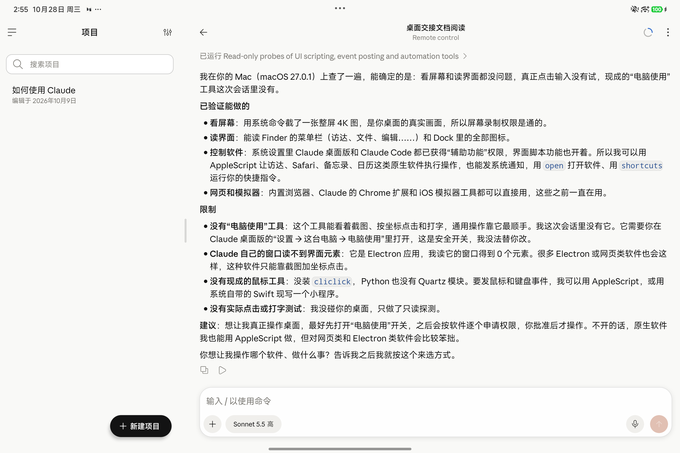 2:55 10月28日 周三
100
项目
桌面交接文档阅读
Remote control
搜索项目
如何使用 Claude
编辑于 2026年10月9日
新建项目
已运行 Read-only probes of UI scripting, event posting and automation tools
我在你的 Mac（macOS 27.0.1）上查了一遍，能确定的是：看屏幕和读界面都没问题，真正点击输入没有试，现成的“电脑使用”
工具这次会话里没有。
已验证能做的
• 看屏幕：用系统命令截了一张整屏 4K 图，是你桌面的真实画面，所以屏幕录制权限是通的。
• 读界面：能读 Finder 的菜单栏（访达、文件、编辑……）和 Dock 里的全部图标。
• 控制软件：系统设置里 Claude 桌面版和 Claude Code 都已获得“辅助功能”权限，界面脚本功能也开着。所以我可以用
AppleScript 让访达、Safari、备忘录、日历这类原生软件执行操作，也能发系统通知，用 open 打开软件、用 shortcuts
运行你的快捷指令。
• 网页和模拟器：内置浏览器、Claude 的 Chrome 扩展和 iOS 模拟器工具都可以直接用，这些之前一直在用。
限制
• 没有“电脑使用”工具：这个工具能看着截图、按坐标点击和打字，通用操作靠它最顺手。我这次会话里没有它。它需要你在
Claude 桌面版的“设置 → 这台电脑 → 电脑使用”里打开，这是安全开关，我没法替你改。
• Claude 自己的窗口读不到界面元素：它是 Electron 应用，我读它的窗口得到 0 个元素。很多 Electron 或网页类软件也会这
样，这种软件只能靠截图加坐标点击。
• 没有现成的鼠标工具：没装 cliclick，Python 也没有 Quartz 模块。要发鼠标和键盘事件，我可以用 AppleScript，或用
系统自带的 Swift 现写一个小程序。
• 没有实际点击或打字测试：我没碰你的桌面，只做了只读探测。
建议：想让我真正操作桌面，最好先打开“电脑使用”开关，之后会按软件逐个申请权限，你批准后才操作。不开的话，原生软件
我也能用 AppleScript 做，但对网页类和 Electron 类软件会比较笨拙。
你想让我操作哪个软件、做什么事？告诉我之后我就按这个来选方式。
输入 / 以使用命令
Sonnet 5.5 高